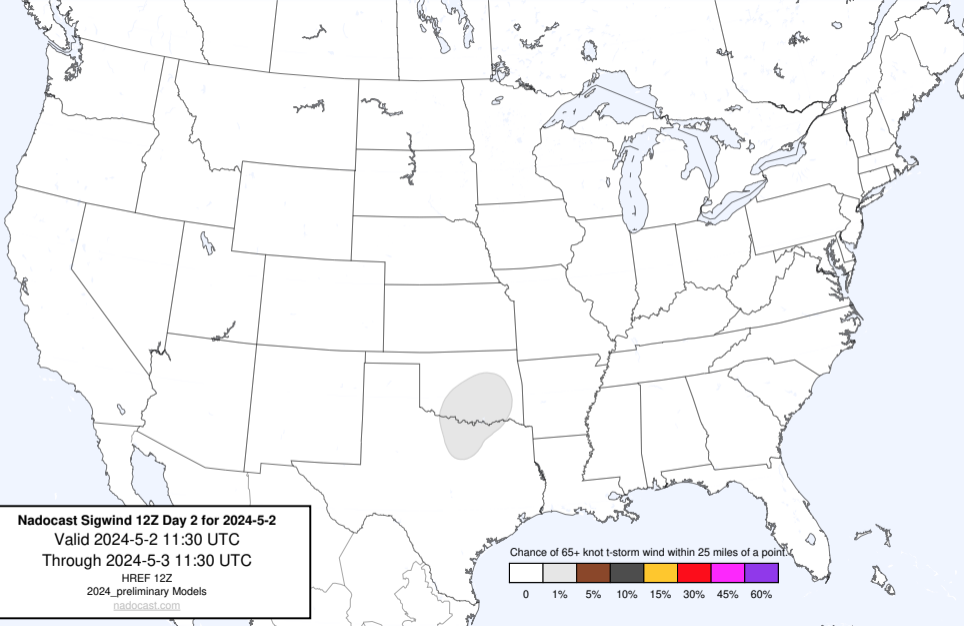 Nadocast Sigwind 12Z Day 2 for 2024-5-2
Valid 2024-5-2 11:30 UTC
Through 2024-5-3 11:30 UTC
HREF 12Z
2024_preliminary Models
nadocast.com
Chance of 65+ knot t-storm wind within 25 miles of a point.
0 1% 5% 10% 15% 30% 45% 60%